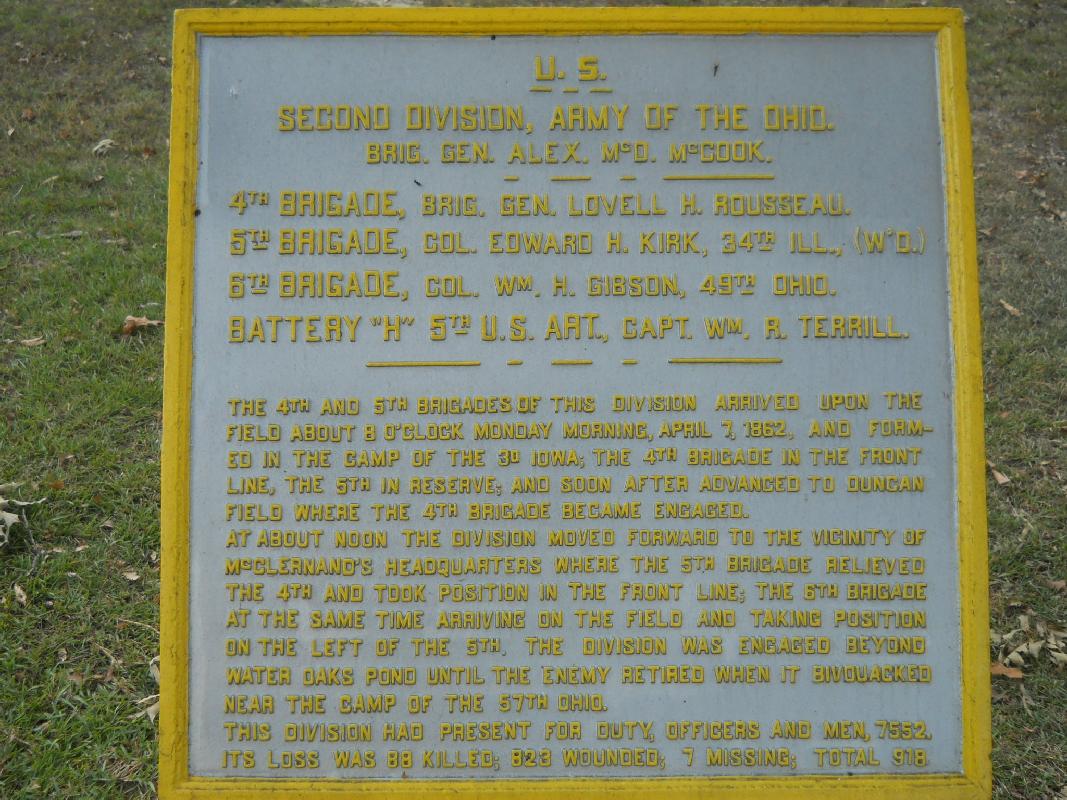 U. S.
SECOND DIVISION, ARMY OF THE OHIO.
BRIG. GEN. ALEX. McD. McCOOK.
4TH BRIGADE, BRIG. GEN. LOVELL H. ROUSSEAU.
5TH BRIGADE, COL. EDWARD H. KIRK, 34TH ILL., (W'D.)
6TH BRIGADE, COL. WM. H. GIBSON, 49TH OHIO.
BATTERY "H" 5TH U.S. ART., CAPT. WM. R. TERRILL.
THE 4TH AND 5TH BRIGADES OF THIS DIVISION ARRIVED UPON THE
FIELD ABOUT 8 O'CLOCK MONDAY MORNING, APRIL 7, 1862, AND FORM-
ED IN THE CAMP OF THE 3D IOWA; THE 4TH BRIGADE IN THE FRONT
LINE, THE 5TH IN RESERVE; AND SOON AFTER ADVANCED TO DUNCAN
FIELD WHERE THE 4TH BRIGADE BECAME ENGAGED.
AT ABOUT NOON THE DIVISION MOVED FORWARD TO THE VICINITY OF
McCLERNAND'S HEADQUARTERS WHERE THE 5TH BRIGADE RELIEVED
THE 4TH AND TOOK POSITION IN THE FRONT LINE; THE 6TH BRIGADE
AT THE SAME TIME ARRIVING ON THE FIELD AND TAKING POSITION
ON THE LEFT OF THE 5TH. THE DIVISION WAS ENGAGED BEYOND
WATER OAKS POND UNTIL THE ENEMY RETIRED WHEN IT BIVOUACKED
NEAR THE CAMP OF THE 57TH OHIO.
THIS DIVISION HAD PRESENT FOR DUTY, OFFICERS AND MEN, 7552.
ITS LOSS WAS 88 KILLED; 823 WOUNDED; 7 MISSING; TOTAL 918.